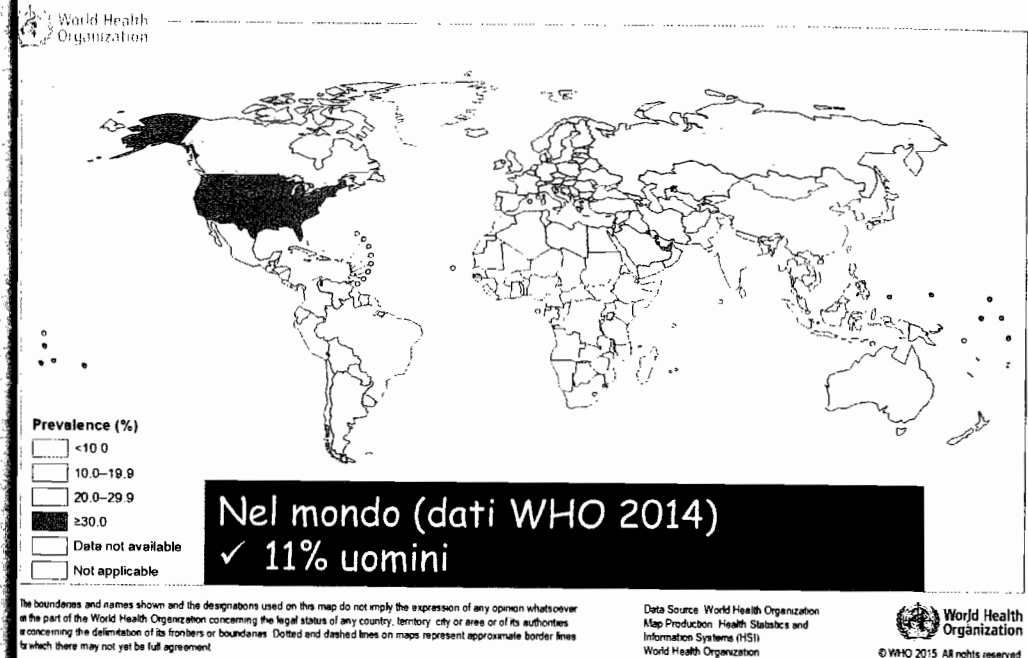 World Health
Organization
Prevalence (%)
<10 0
10.0–19.9
20.0–29.9
≥30.0
Data not available
Not applicable
Nel mondo (dati WHO 2014)
✓ 11% uomini
The boundaries and names shown and the designations used on this map do not imply the expression of any opinion whatsoever
on the part of the World Health Organization concerning the legal status of any country, territory city or area or of its authorities
or concerning the delimitation of its frontiers or boundaries Dotted and dashed lines on maps represent approximate border lines
for which there may not yet be full agreement
Data Source World Health Organization
Map Production Health Statistics and
Information Systems (HSI)
World Health Organization
World Health
Organization
© WHO 2015 All rights reserved